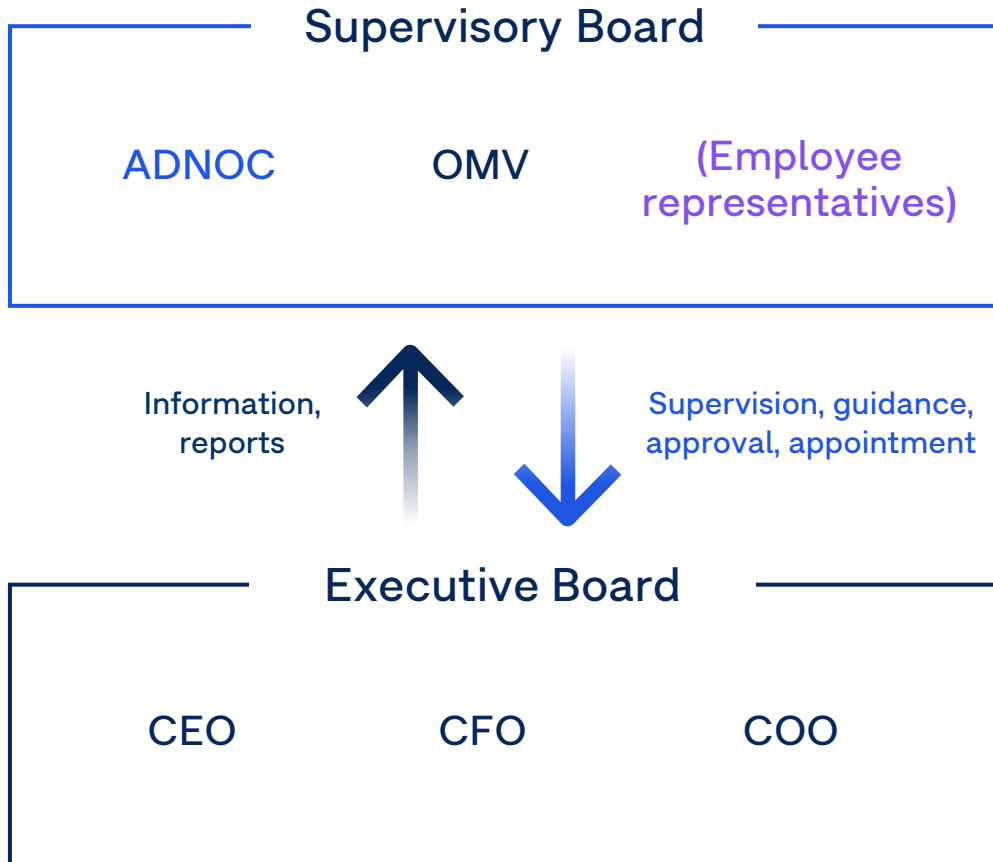 Supervisory Board
ADNOC
OMV
(Employee
representatives)
Information,
reports
Supervision, guidance,
approval, appointment
Executive Board
CEO
CFO
COO